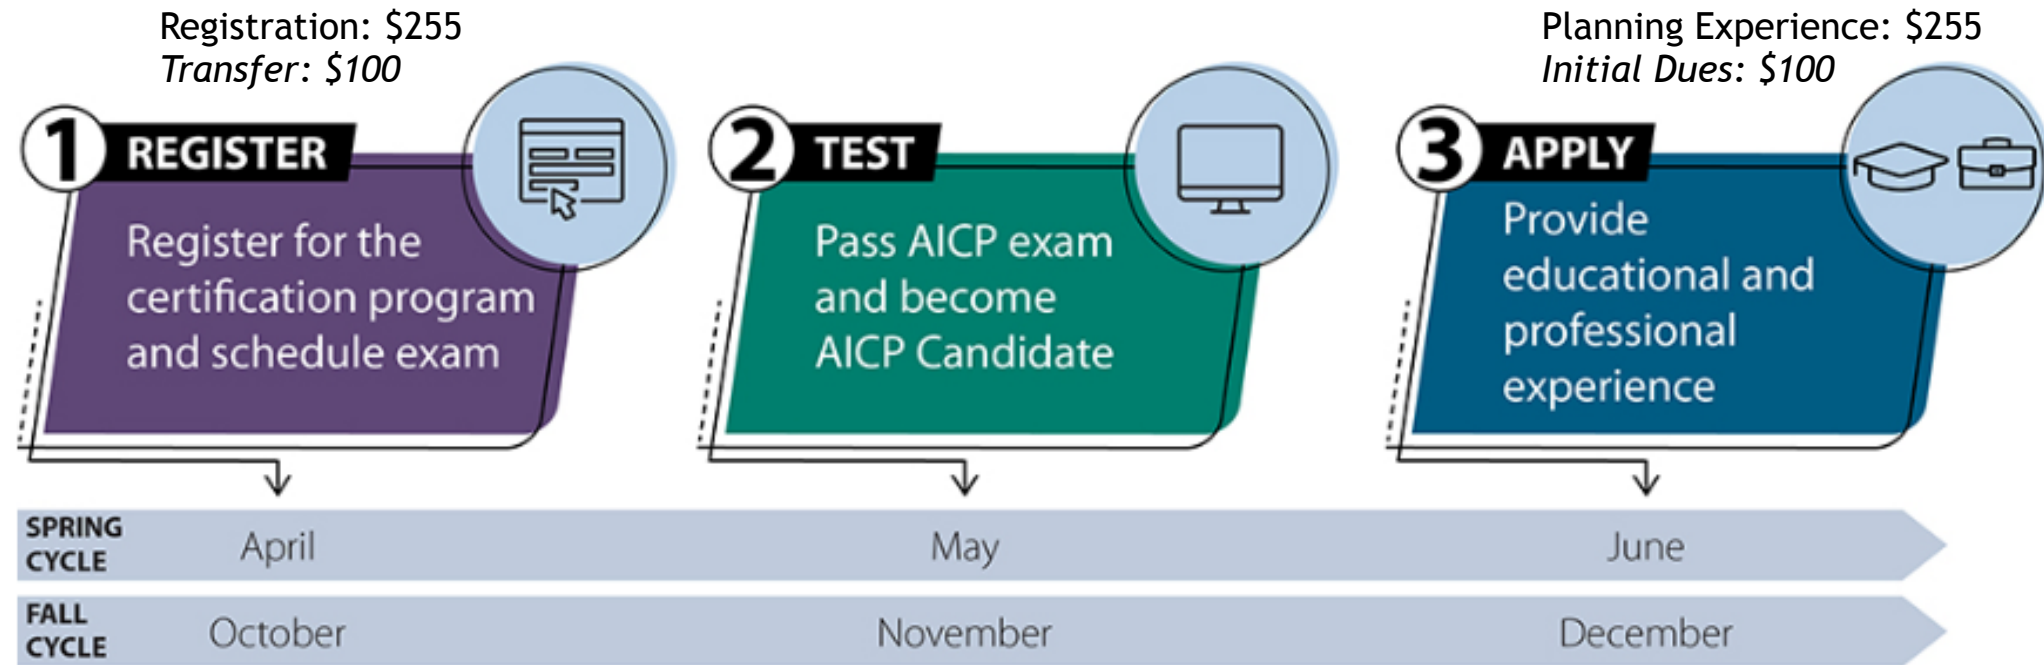 Registration: $255
Transfer: $100
Planning Experience: $255
Initial Dues: $100
1 REGISTER
Register for the
certification program
and schedule exam
2 TEST
Pass AICP exam
and become
AICP Candidate
3 APPLY
Provide
educational and
professional
experience
SPRING
CYCLE
April
May
June
FALL
CYCLE
October
November
December